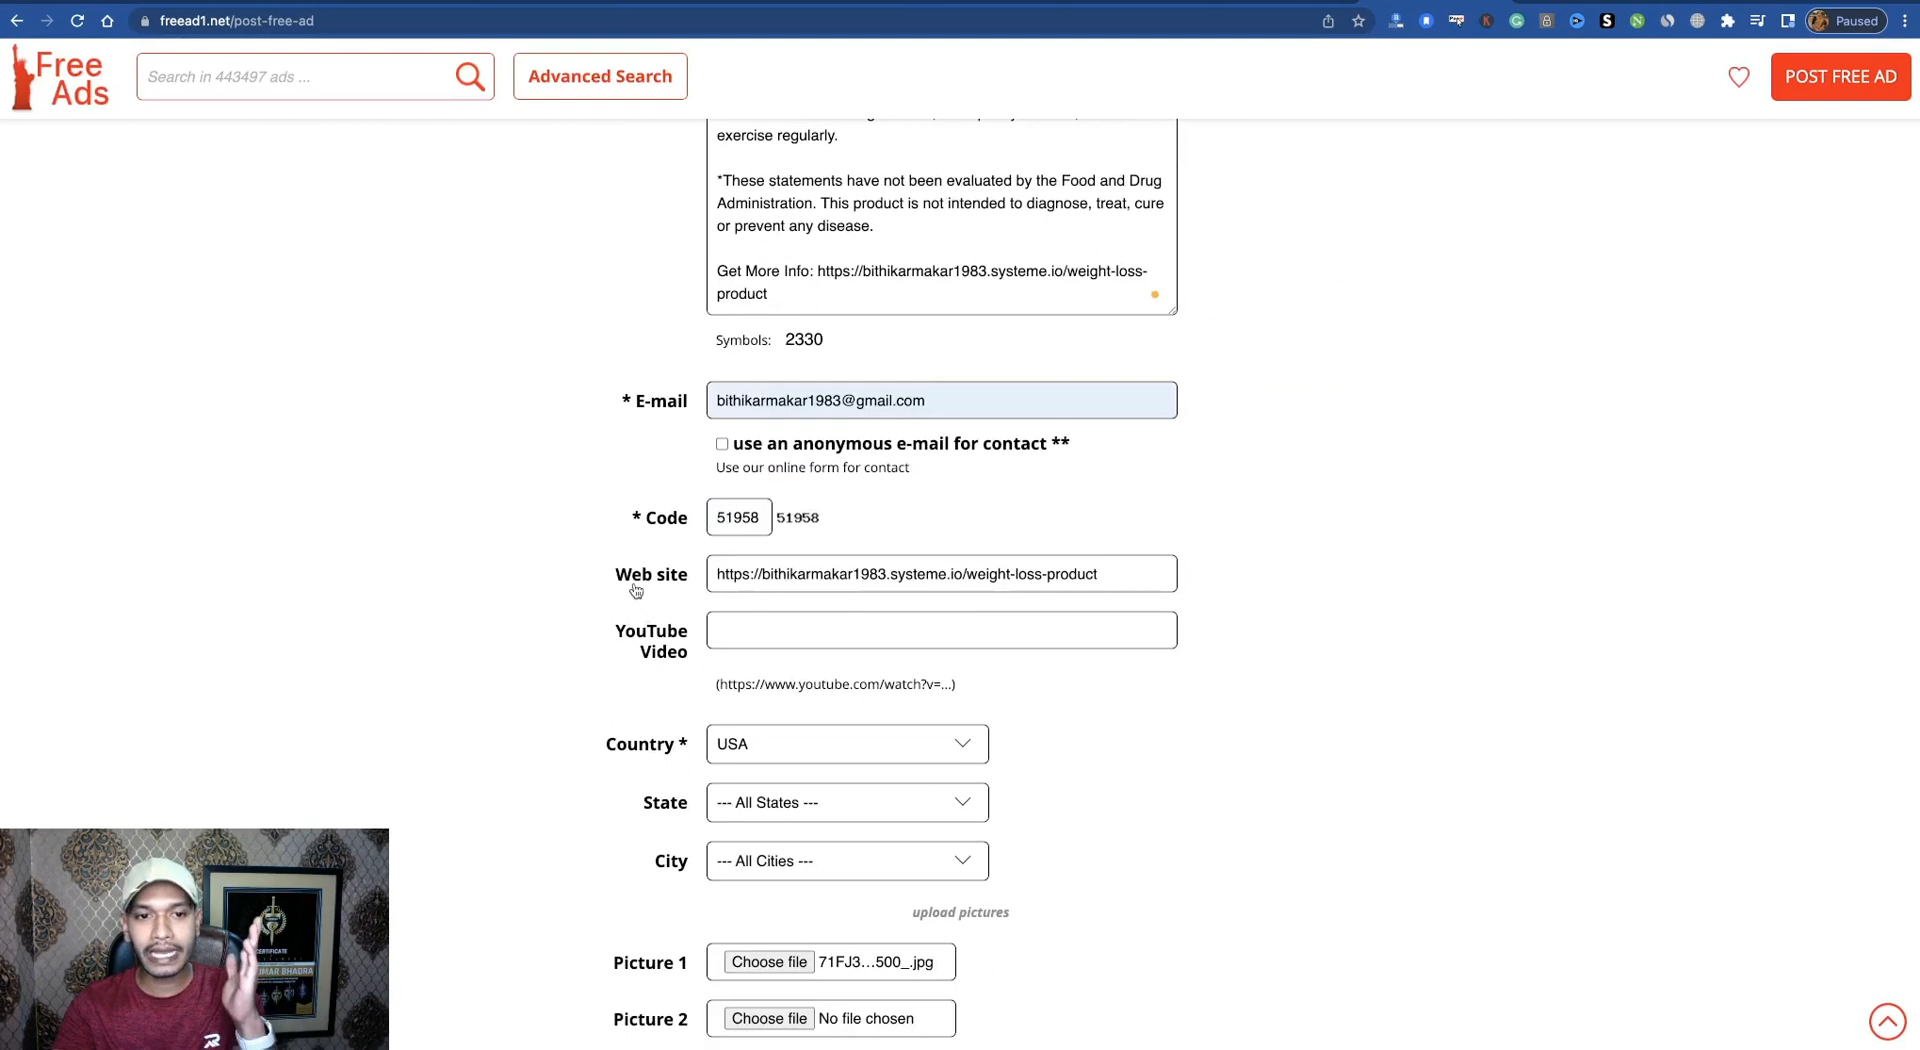 freead1.net/post-free-ad
Paused
Free
Ads
Search in 443497 ads ...
Advanced Search
POST FREE AD
exercise regularly.
*These statements have not been evaluated by the Food and Drug
Administration. This product is not intended to diagnose, treat, cure
or prevent any disease.
Get More Info: https://bithikarmakar1983.systeme.io/weight-loss-
product
Symbols: 2330
* E-mail
bithikarmakar1983@gmail.com
use an anonymous e-mail for contact **
Use our online form for contact
* Code
51958
51958
Web site
https://bithikarmakar1983.systeme.io/weight-loss-product
YouTube
Video
(https://www.youtube.com/watch?v=...)
Country *
USA
State
--- All States ---
City
--- All Cities ---
upload pictures
Picture 1
Choose file 71FJ3...500_.jpg
Picture 2
Choose file No file chosen
CERTIFICATE
UMAR BHADRA